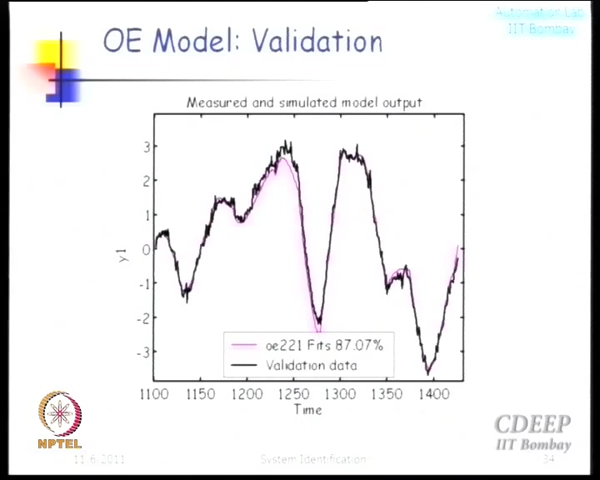 Automation Lab
IIT Bombay
OE Model: Validation
Measured and simulated model output
3
2
1
0
-1
-2
-3
y1
oe221 Fits 87.07%
Validation data
1100 1150 1200 1250 1300 1350 1400
Time
NPTEL
CDEEP
IIT Bombay
11.6.2011
System Identification
34